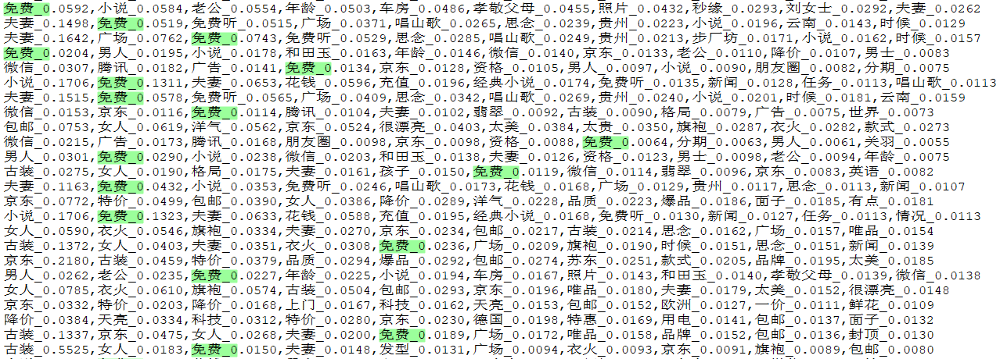 免费_0.0592,小说_0.0584,老公_0.0554,年龄_0.0503,车房_0.0486,孝敬父母_0.0455,照片_0.0432,秒缘_0.0293,刘女士_0.0292,夫妻_0.0262
夫妻_0.1498,免费_0.0519,免费听_0.0515,广场_0.0371,唱山歌_0.0265,思念_0.0239,贵州_0.0223,小说_0.0196,云南_0.0143,时候_0.0129
夫妻_0.1642,广场_0.0762,免费_0.0743,免费听_0.0529,思念_0.0285,唱山歌_0.0249,贵州_0.0213,步厂坊_0.0171,小说_0.0162,时候_0.0157
免费_0.0204,男人_0.0195,小说_0.0178,和田玉_0.0163,年龄_0.0146,微信_0.0140,京东_0.0133,老公_0.0110,降价_0.0107,男士_0.0083
微信_0.0307,腾讯_0.0182,广告_0.0141,免费_0.0134,京东_0.0128,资格_0.0105,男人_0.0097,小说_0.0090,朋友圈_0.0082,分期_0.0075
小说_0.1706,免费_0.1311,夫妻_0.0653,花钱_0.0596,充值_0.0196,经典小说_0.0174,免费听_0.0135,新闻_0.0128,任务_0.0113,唱山歌_0.0113
夫妻_0.1515,免费_0.0578,免费听_0.0565,广场_0.0409,思念_0.0342,唱山歌_0.0269,贵州_0.0240,小说_0.0201,时候_0.0181,云南_0.0159
微信_0.0153,京东_0.0116,免费_0.0114,腾讯_0.0104,夫妻_0.0102,翡翠_0.0092,古装_0.0090,格局_0.0079,广告_0.0075,世界_0.0073
包邮_0.0753,女人_0.0619,洋气_0.0562,京东_0.0524,很漂亮_0.0403,太美_0.0384,太贵_0.0350,旗袍_0.0287,衣火_0.0282,款式_0.0273
微信_0.0215,广告_0.0173,腾讯_0.0168,朋友圈_0.0098,京东_0.0098,资格_0.0088,免费_0.0064,分期_0.0063,男人_0.0061,关羽_0.0055
男人_0.0301,免费_0.0290,小说_0.0238,微信_0.0203,和田玉_0.0138,夫妻_0.0126,资格_0.0123,男士_0.0098,老公_0.0094,年龄_0.0075
古装_0.0275,女人_0.0190,格局_0.0175,夫妻_0.0161,孩子_0.0150,免费_0.0119,微信_0.0114,翡翠_0.0096,京东_0.0083,英语_0.0082
夫妻_0.1163,免费_0.0432,小说_0.0353,免费听_0.0246,唱山歌_0.0173,花钱_0.0168,广场_0.0129,贵州_0.0117,思念_0.0113,新闻_0.0107
京东_0.0772,特价_0.0499,包邮_0.0390,女人_0.0386,降价_0.0289,洋气_0.0228,品质_0.0223,爆品_0.0186,面子_0.0185,有点_0.0181
小说_0.1706,免费_0.1323,夫妻_0.0633,花钱_0.0588,充值_0.0195,经典小说_0.0168,免费听_0.0130,新闻_0.0127,任务_0.0113,情况_0.0113
女人_0.0590,衣火_0.0546,旗袍_0.0334,夫妻_0.0270,京东_0.0234,包邮_0.0217,古装_0.0214,思念_0.0162,广场_0.0157,唯品_0.0154
古装_0.1372,女人_0.0403,夫妻_0.0351,衣火_0.0308,免费_0.0236,广场_0.0209,旗袍_0.0190,时候_0.0151,思念_0.0151,新闻_0.0139
京东_0.2180,古装_0.0459,特价_0.0379,品质_0.0294,爆品_0.0292,包邮_0.0274,苏东_0.0251,款式_0.0205,品牌_0.0195,太美_0.0185
男人_0.0262,老公_0.0235,免费_0.0227,年龄_0.0225,小说_0.0194,车房_0.0167,照片_0.0143,和田玉_0.0140,孝敬父母_0.0139,微信_0.0138
女人_0.0785,衣火_0.0610,旗袍_0.0574,古装_0.0504,包邮_0.0293,京东_0.0196,唯品_0.0180,夫妻_0.0179,太美_0.0152,很漂亮_0.0148
京东_0.0332,特价_0.0203,降价_0.0168,上门_0.0167,科技_0.0162,天亮_0.0153,包邮_0.0152,欧洲_0.0127,一价_0.0111,鲜花_0.0109
降价_0.0384,天亮_0.0334,科技_0.0312,特价_0.0280,京东_0.0230,德国_0.0198,特惠_0.0169,用电_0.0141,包邮_0.0137,面子_0.0132
古装_0.1337,京东_0.0475,女人_0.0268,夫妻_0.0200,免费_0.0189,广场_0.0172,唯品_0.0158,品牌_0.0152,包邮_0.0136,封顶_0.0130
古装_0.5525,女人_0.0183,免费_0.0150,夫妻_0.0148,发型_0.0131,广场_0.0094,衣火_0.0093,京东_0.0091,旗袍_0.0089,包邮_0.0080